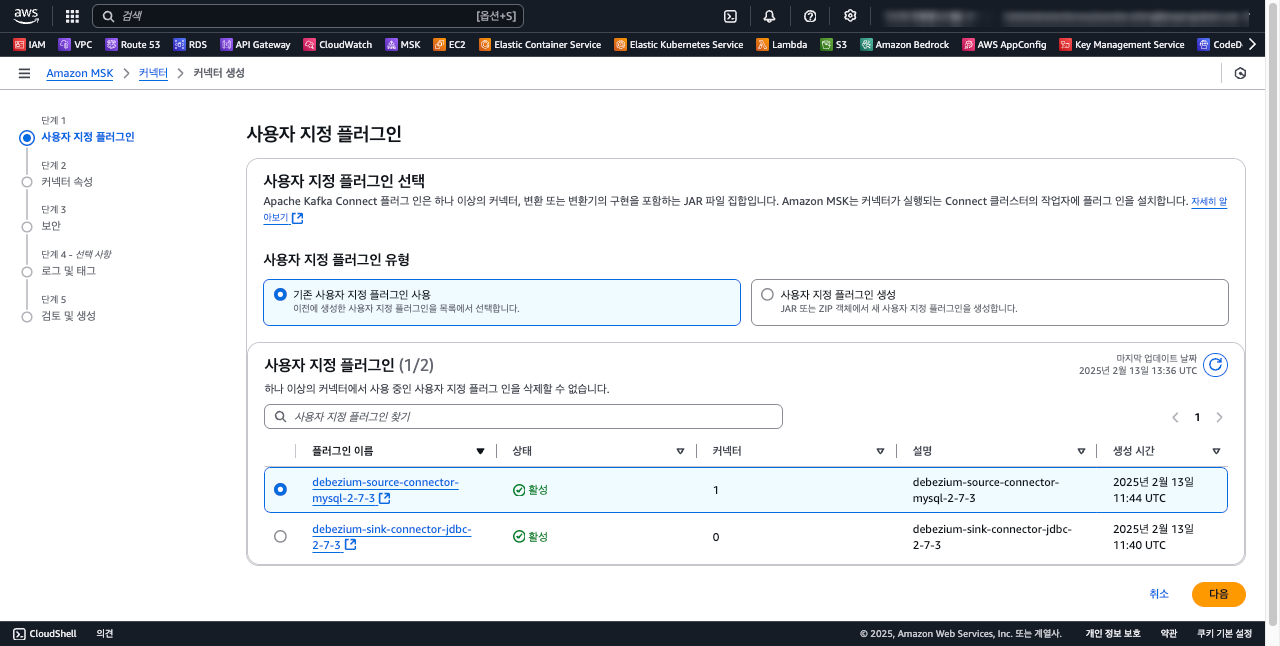 aws
검색
[옵션+S]
IAM
VPC
Route 53
RDS
API Gateway
CloudWatch
MSK
EC2
Elastic Container Service
Elastic Kubernetes Service
Lambda
S3
Amazon Bedrock
AWS AppConfig
Key Management Service
CodeD
Amazon MSK
커넥터
커넥터 생성
단계 1
사용자 지정 플러그인
단계 2
커넥터 속성
단계 3
보안
단계 4 - 선택 사항
로그 및 태그
단계 5
검토 및 생성
사용자 지정 플러그인
사용자 지정 플러그인 선택
Apache Kafka Connect 플러그 인은 하나 이상의 커넥터, 변환 또는 변환기의 구현을 포함하는 JAR 파일 집합입니다. Amazon MSK는 커넥터가 실행되는 Connect 클러스터의 작업자에 플러그 인을 설치합니다. 자세히 알
아보기
사용자 지정 플러그인 유형
기존 사용자 지정 플러그인 사용
이전에 생성한 사용자 지정 플러그인을 목록에서 선택합니다.
사용자 지정 플러그인 생성
JAR 또는 ZIP 객체에서 새 사용자 지정 플러그인을 생성합니다.
사용자 지정 플러그인 (1/2)
마지막 업데이트 날짜
2025년 2월 13일 13:36 UTC
하나 이상의 커넥터에서 사용 중인 사용자 지정 플러그 인을 삭제할 수 없습니다.
사용자 지정 플러그인 찾기
1
플러그인 이름
상태
커넥터
설명
생성 시간
debezium-source-connector-
mysql-2-7-3
활성
1
debezium-source-connector-
mysql-2-7-3
2025년 2월 13일
11:44 UTC
debezium-sink-connector-jdbc-
2-7-3
활성
0
debezium-sink-connector-jdbc-
2-7-3
2025년 2월 13일
11:40 UTC
취소
다음
CloudShell
의견
© 2025, Amazon Web Services, Inc. 또는 계열사.
개인 정보 보호
약관
쿠키 기본 설정